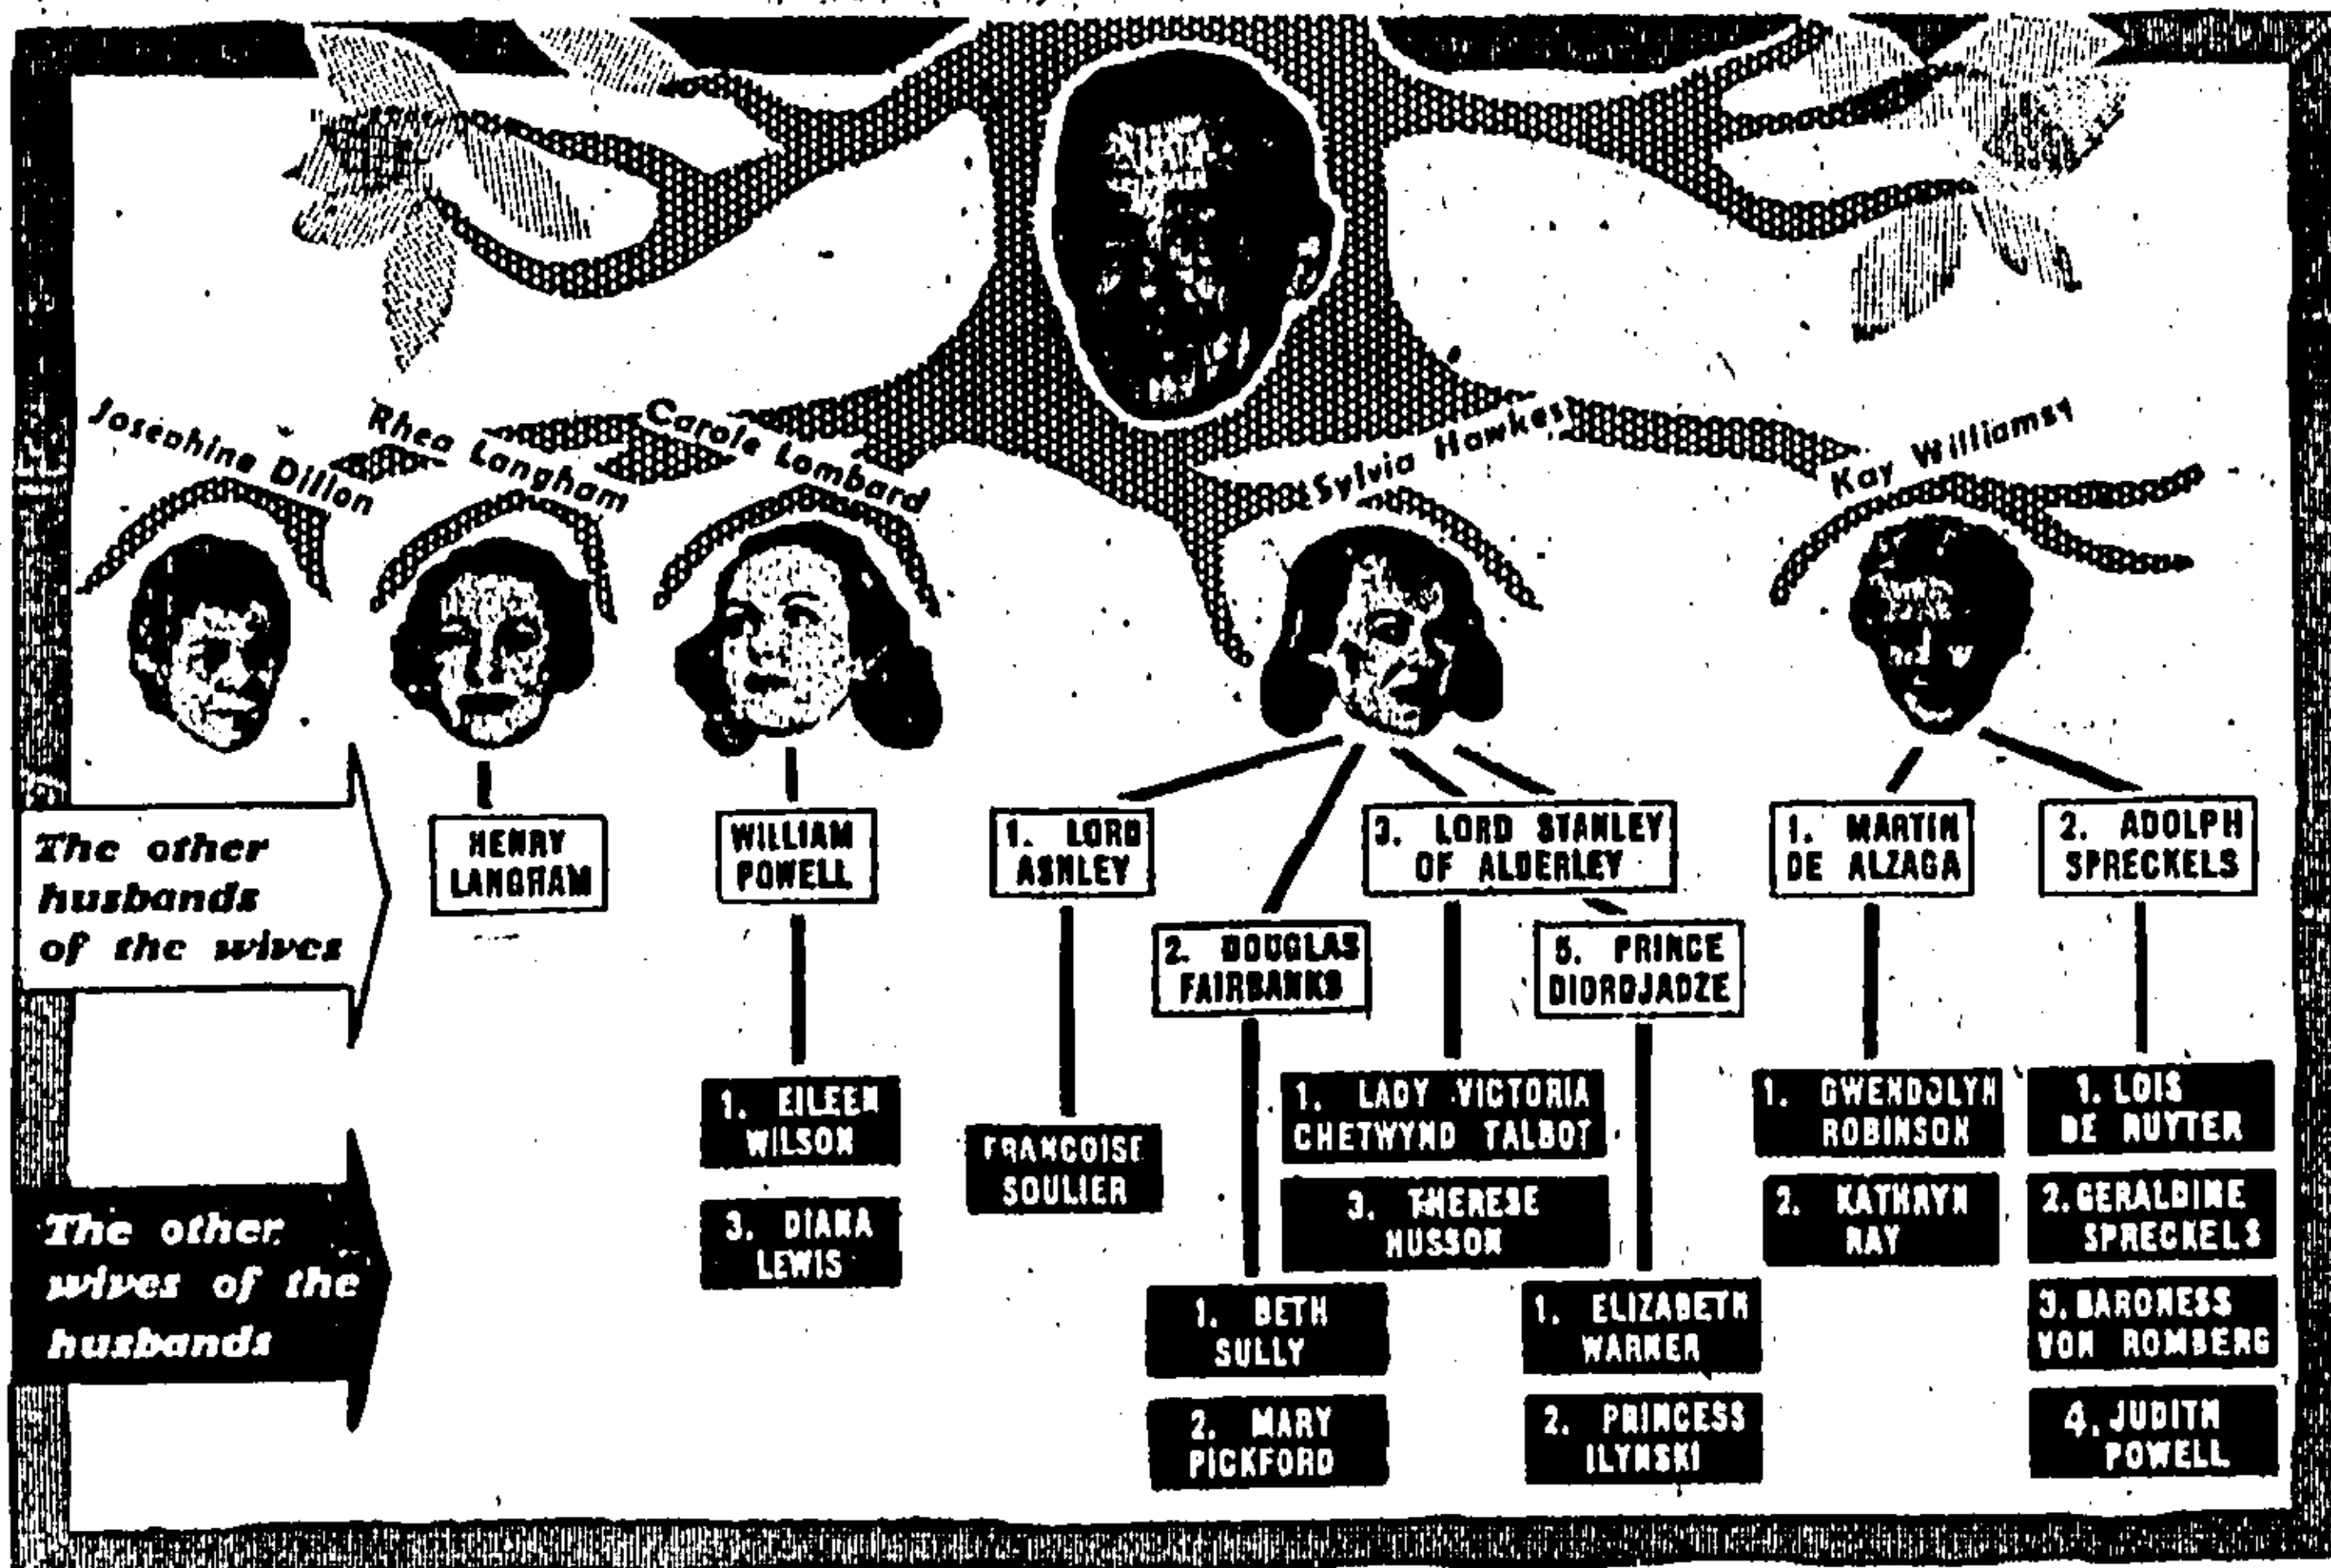 Josephine Dillon
Rhea Langham
Carole Lombard
Sylvia Hawkes
Kay Williams
The other
husbands
of the wives
HENRY
LANGHAM
WILLIAM
POWELL
1. LORD
ASHLEY
2. DOUGLAS
FAIRBANKS
3. LORD STANLEY
OF ALDERLEY
5. PRINCE
DJORDJADZE
1. MARTIN
DE ALZAGA
2. ADOLPH
SPRECKELS
The other
wives of the
husbands
1. EILEEN
WILSON
3. DIANA
LEWIS
FRANCOISE
SOULIER
1. BETH
SULLY
2. MARY
PICKFORD
1. LADY VICTORIA
CHETWYND TALBOT
3. THERESE
HUSSON
1. ELIZABETH
WARNER
2. PRINCESS
ILYNSKI
1. GWENDOLYN
ROBINSON
2. KATHRYN
RAY
1. LOIS
DE RUYTER
2. GERALDINE
SPRECKELS
3. BARONESS
VON ROMBERG
4. JUDITH
POWELL